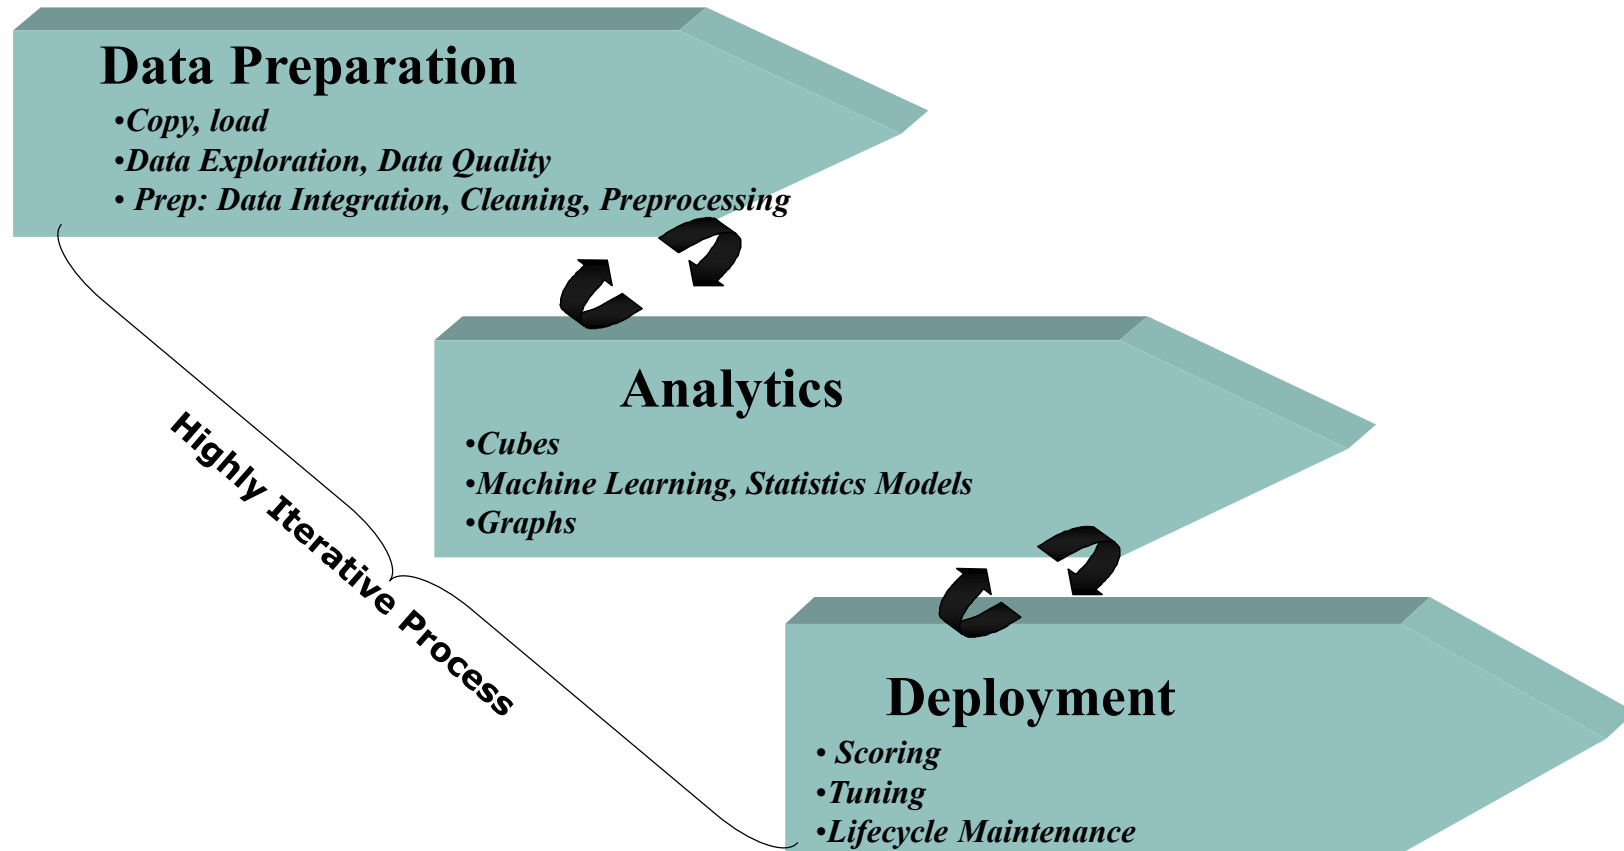 Data Preparation
•Copy, load
•Data Exploration, Data Quality
• Prep: Data Integration, Cleaning, Preprocessing
Analytics
•Cubes
•Machine Learning, Statistics Models
•Graphs
Highly Iterative Process
Deployment
• Scoring
•Tuning
•Lifecycle Maintenance